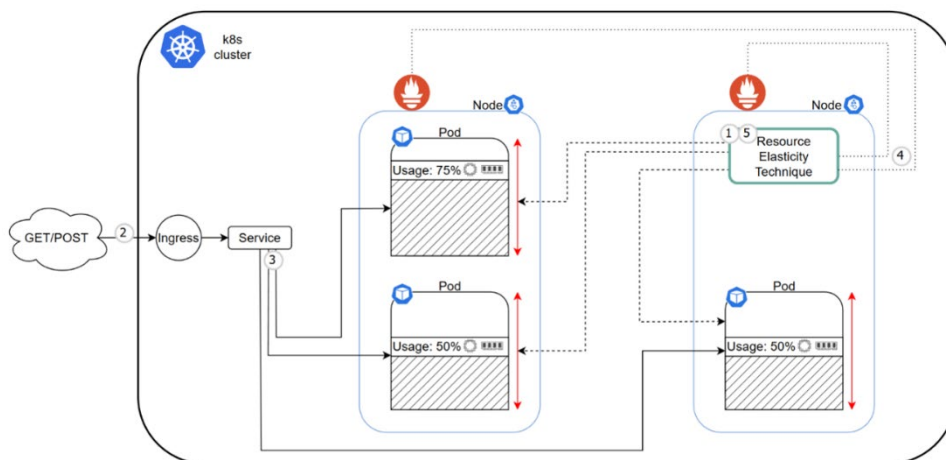 k8s
cluster
Node
Pod
Usage: 75%
Pod
Usage: 50%
Node
1
5
Resource
Elasticity
Technique
4
Pod
Usage: 50%
GET/POST
2
Ingress
Service
3